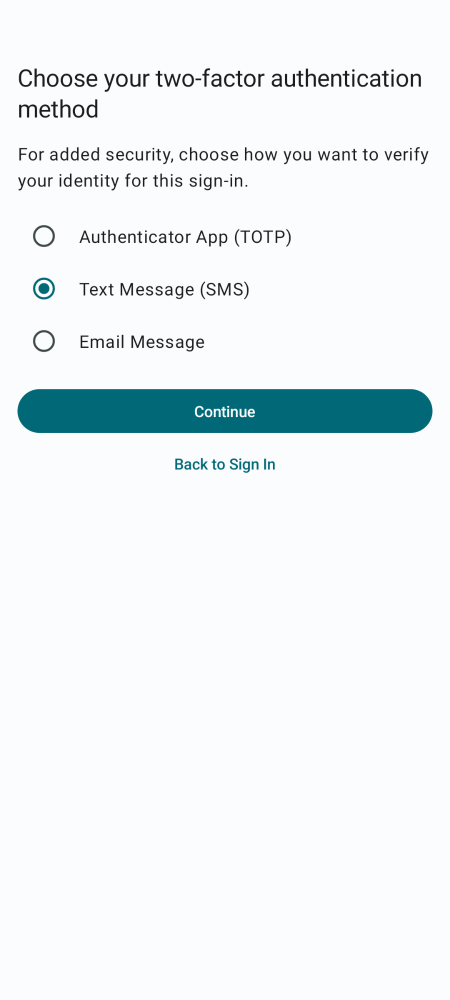 Choose your two-factor authentication
method
For added security, choose how you want to verify
your identity for this sign-in.
Authenticator App (TOTP)
Text Message (SMS)
Email Message
Continue
Back to Sign In